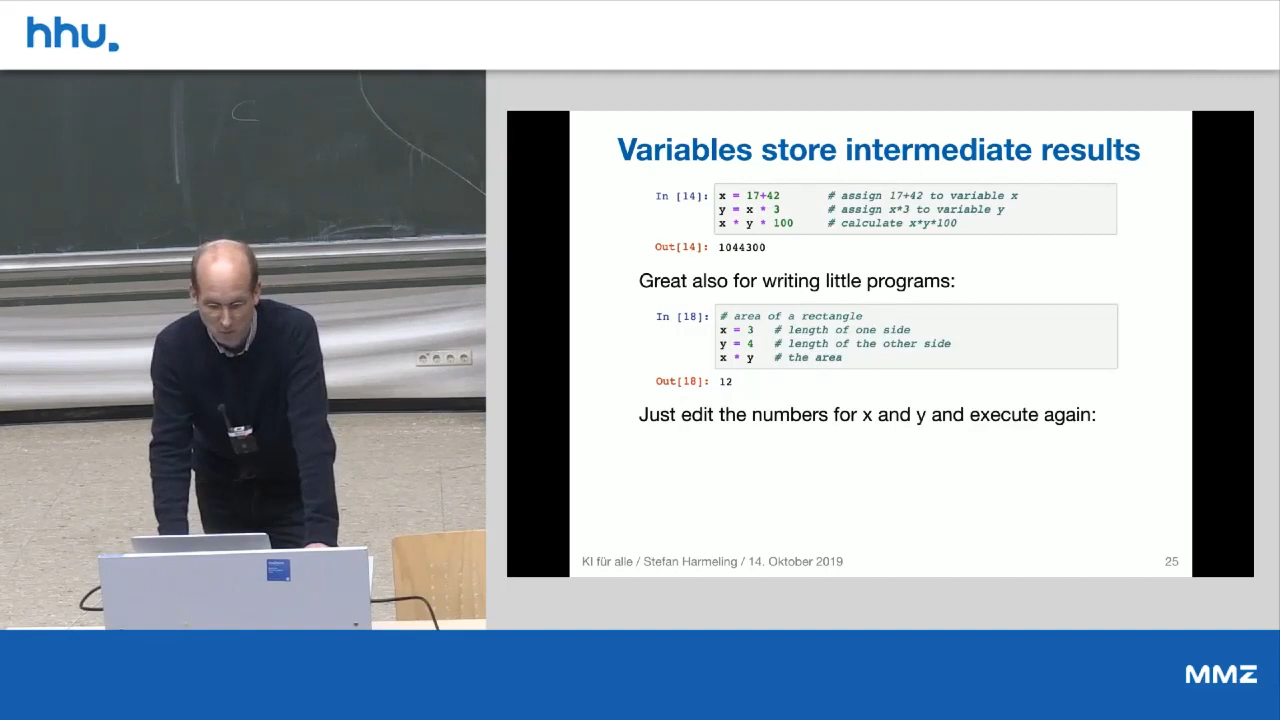 hhu.
Variables store intermediate results
In [14]: x = 17+42 # assign 17+42 to variable x
y = x * 3 # assign x*3 to variable y
x * y * 100 # calculate x*y*100
Out[14]: 1044300
Great also for writing little programs:
In [18]: # area of a rectangle
x = 3 # length of one side
y = 4 # length of the other side
x * y # the area
Out[18]: 12
Just edit the numbers for x and y and execute again:
KI für alle / Stefan Harmeling / 14. Oktober 2019 25
MMZ